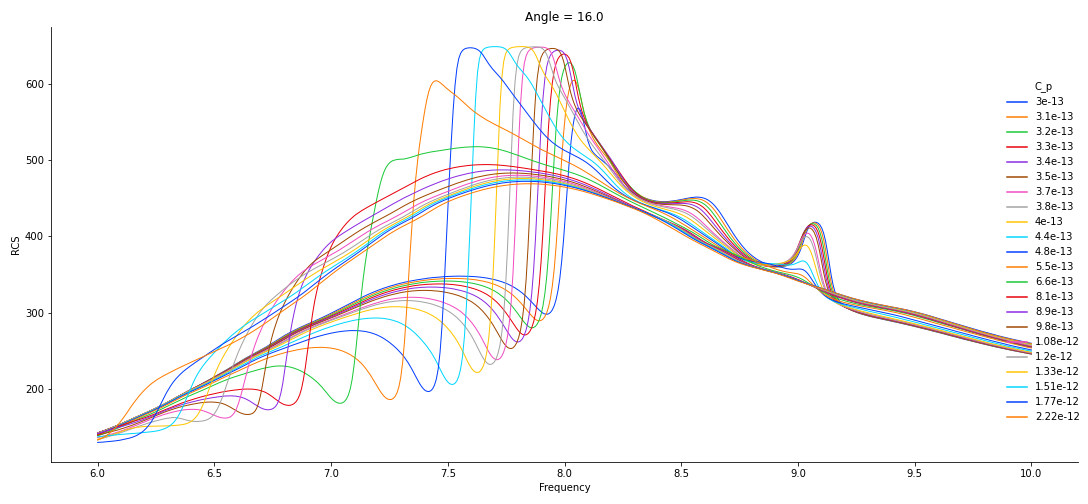 Angle = 16.0
RCS
600
500
400
300
200
6.0 6.5 7.0 7.5 8.0 8.5 9.0 9.5 10.0
Frequency
C_p
3e-13
3.1e-13
3.2e-13
3.3e-13
3.4e-13
3.5e-13
3.7e-13
3.8e-13
4e-13
4.4e-13
4.8e-13
5.5e-13
6.6e-13
8.1e-13
8.9e-13
9.8e-13
1.08e-12
1.2e-12
1.33e-12
1.51e-12
1.77e-12
2.22e-12